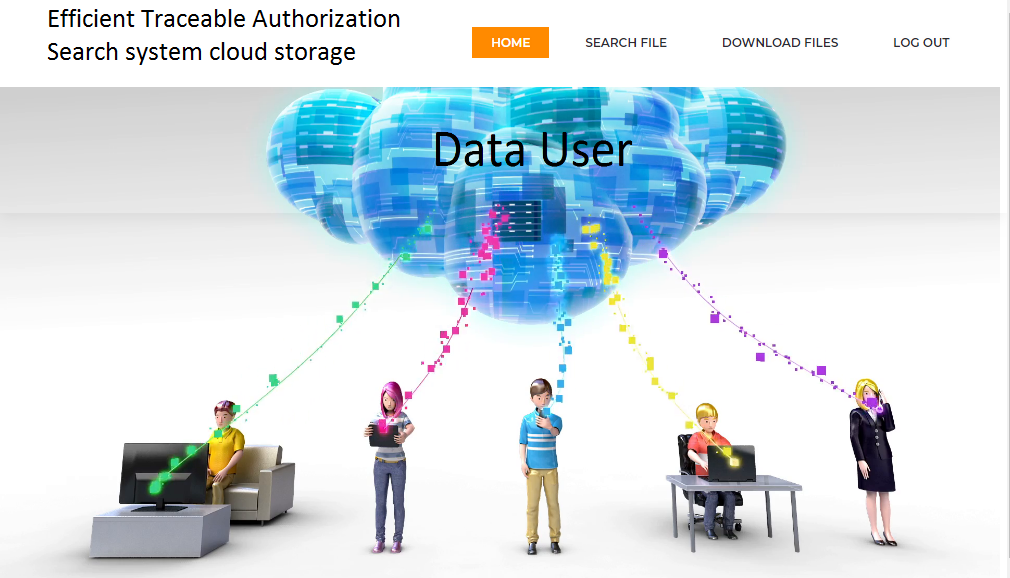 Efficient Traceable Authorization
Search system cloud storage
HOME
SEARCH FILE
DOWNLOAD FILES
LOG OUT
Data User